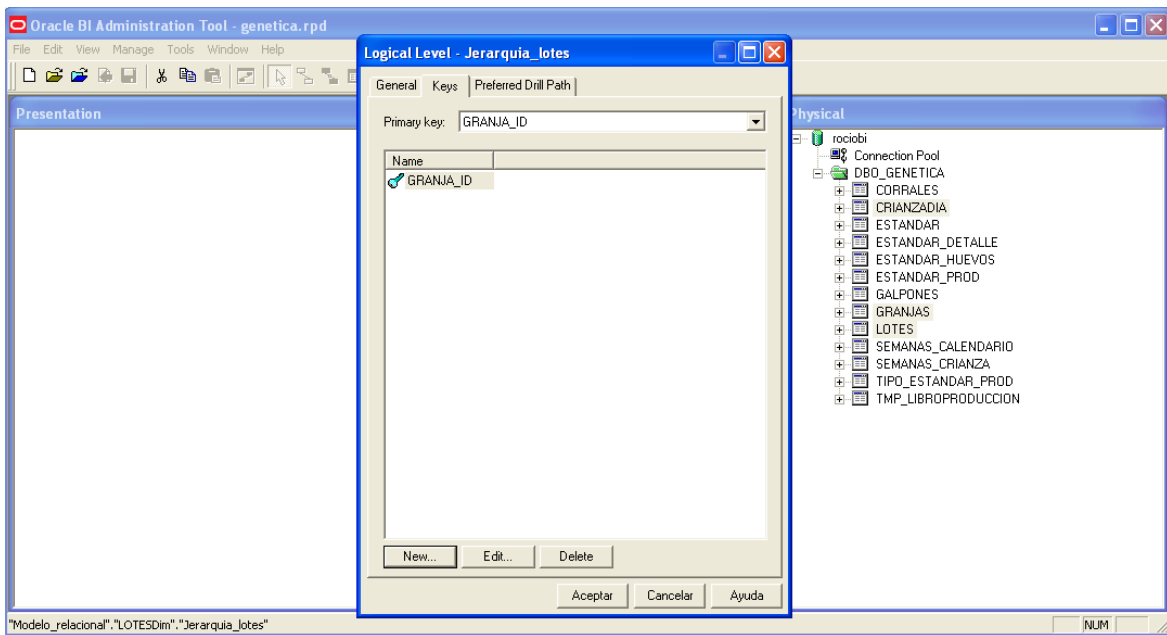 Oracle BI Administration Tool - genetica.rpd
File Edit View Manage Tools Window Help
Logical Level - Jerarquia_lotes
General Keys Preferred Drill Path
Primary key: GRANJA_ID
Name
GRANJA_ID
New... Edit... Delete
Aceptar Cancelar Ayuda
Presentation
Physical
rociobi
Connection Pool
DBO_GENETICA
CORRALES
CRIANZADIA
ESTANDAR
ESTANDAR_DETALLE
ESTANDAR_HUEVOS
ESTANDAR_PROD
GALPONES
GRANJAS
LOTES
SEMANAS_CALENDARIO
SEMANAS_CRIANZA
TIPO_ESTANDAR_PROD
TMP_LIBROPRODUCCION
"Modelo_relacional"."LOTESDim"."Jerarquia_lotes"
NUM